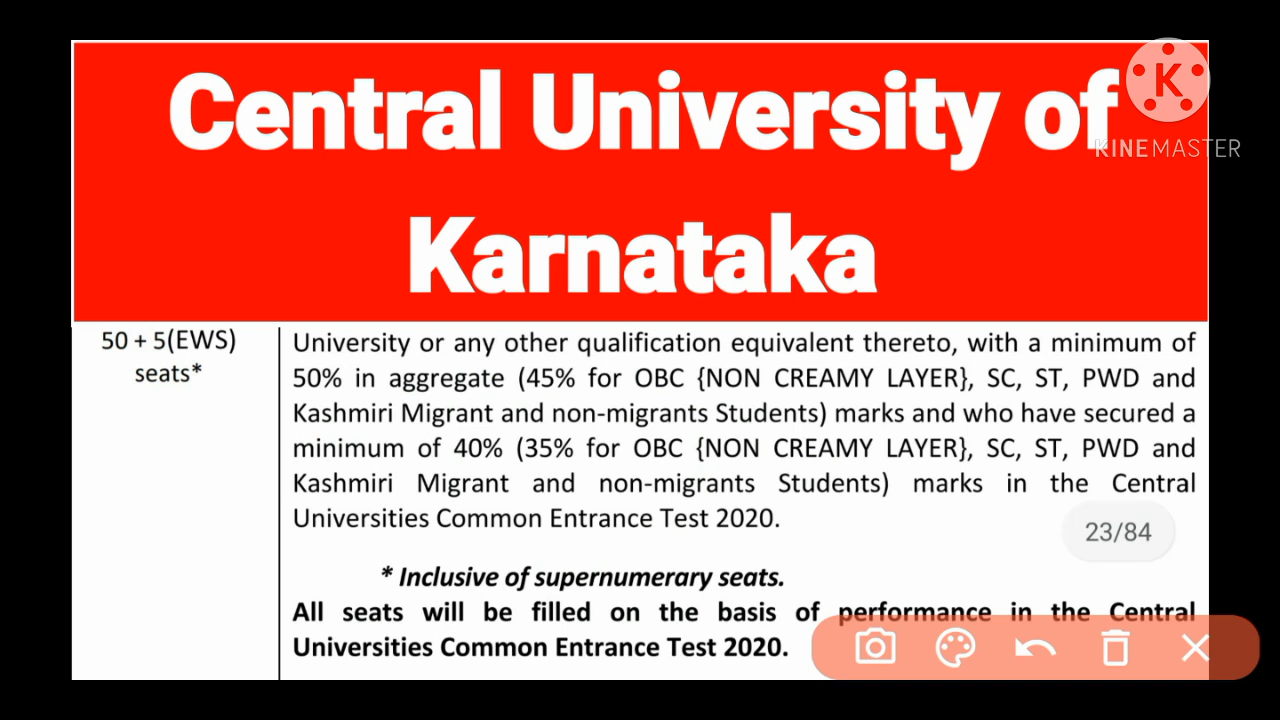 Central University of
Karnataka
K
KINEMASTER
50 + 5(EWS)
seats*
University or any other qualification equivalent thereto, with a minimum of
50% in aggregate (45% for OBC {NON CREAMY LAYER}, SC, ST, PWD and
Kashmiri Migrant and non-migrants Students) marks and who have secured a
minimum of 40% (35% for OBC {NON CREAMY LAYER}, SC, ST, PWD and
Kashmiri Migrant and non-migrants Students) marks in the Central
Universities Common Entrance Test 2020.
23/84
* Inclusive of supernumerary seats.
All seats will be filled on the basis of performance in the Central
Universities Common Entrance Test 2020.